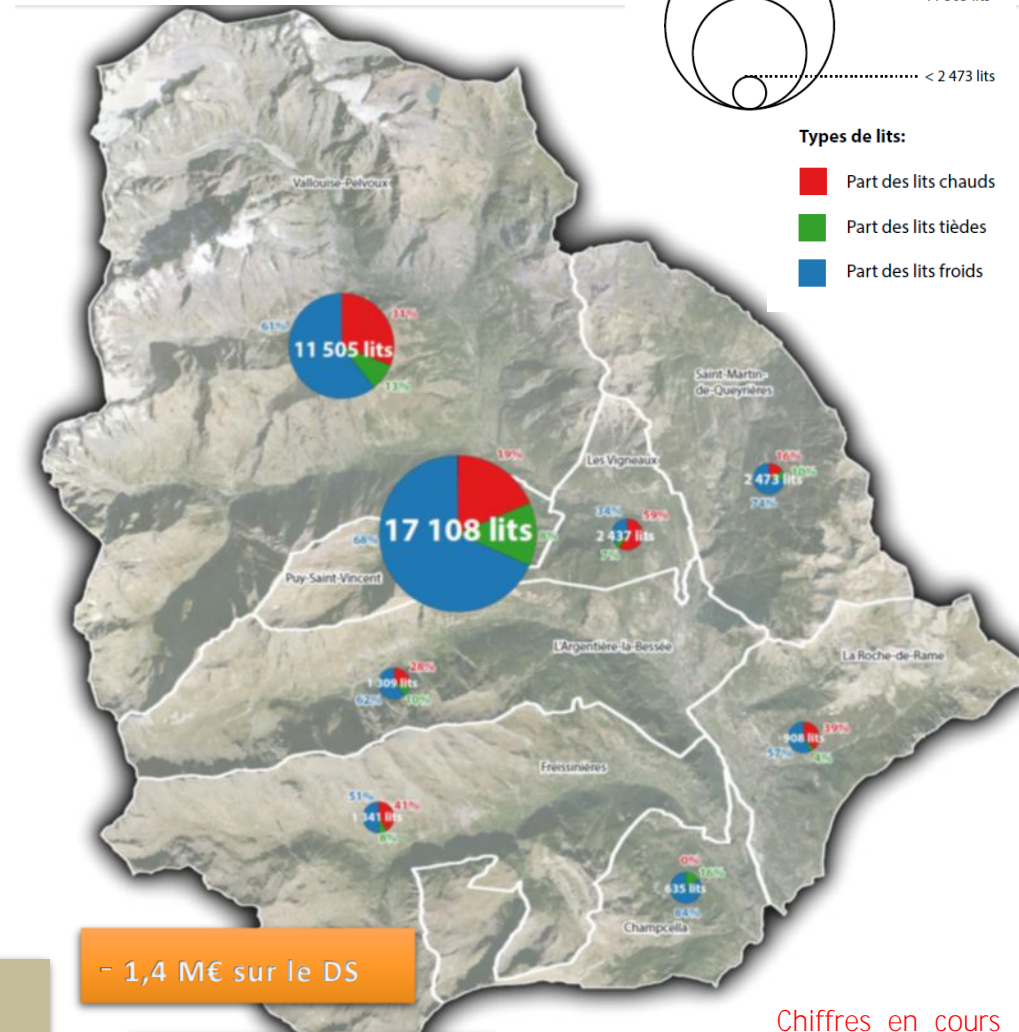 < 2 473 lits
Types de lits:
Part des lits chauds
Part des lits tièdes
Part des lits froids
Vallouise-Pelvoux
61%
31%
11 505 lits
13%
Saint-Martin-
de-Queyrières
19%
Les Vigneaux
16%
10%
2 473 lits
74%
34%
59%
17 108 lits
2 437 lits
68%
7%
Puy-Saint-Vincent
L'Argentière-la-Bessée
La Roche-de-Rame
28%
1 309 lits
62%
10%
39%
908 lits
57%
4%
Freissinières
51%
41%
1 341 lits
8%
0%
16%
635 lits
84%
Champcella
- 1,4 M€ sur le DS
Chiffres en cours